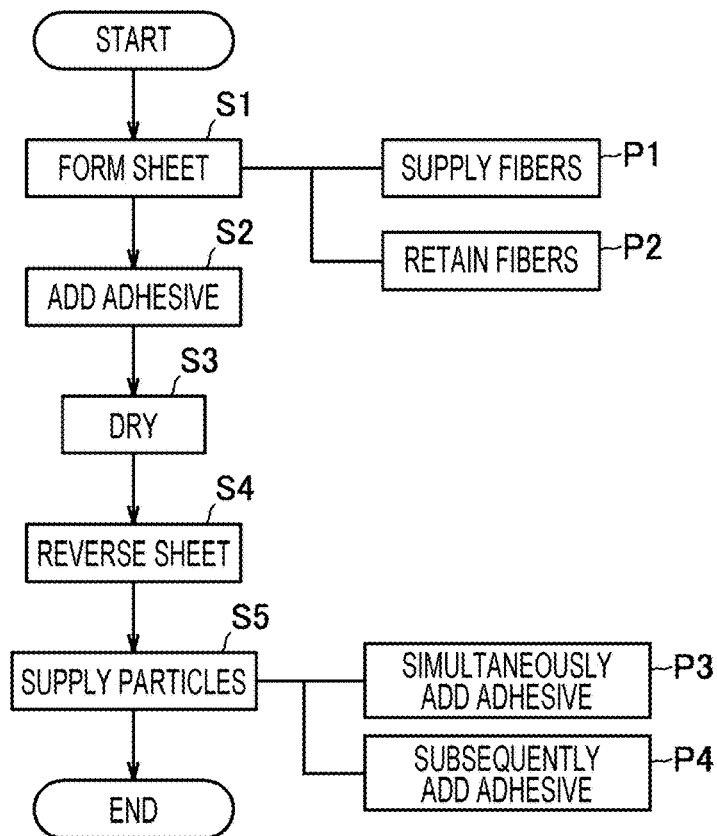 START
S1
FORM SHEET
SUPPLY FIBERS
P1
RETAIN FIBERS
P2
S2
ADD ADHESIVE
S3
DRY
S4
REVERSE SHEET
S5
SUPPLY PARTICLES
SIMULTANEOUSLY
ADD ADHESIVE
P3
SUBSEQUENTLY
ADD ADHESIVE
P4
END